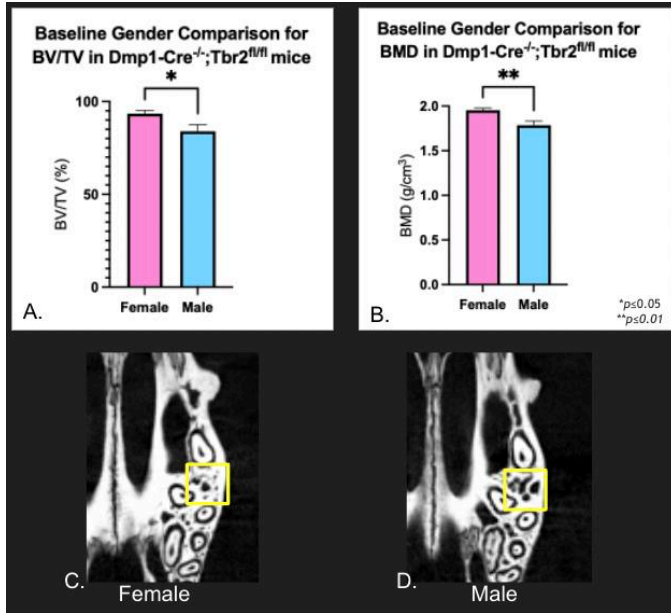 Baseline Gender Comparison for
BV/TV in Dmp1-Cre-/-;Tbr2fl/fl mice
*
100
50
0
BV/TV (%)
Female
Male
A.
Baseline Gender Comparison for
BMD in Dmp1-Cre-/-;Tbr2fl/fl mice
**
2.0
1.5
1.0
0.5
0.0
BMD (g/cm3)
Female
Male
B.
*p≤0.05
**p≤0.01
C.
Female
D.
Male